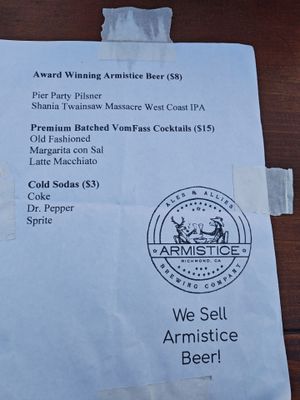 Award Winning Armistice Beer ($8)
Pier Party Pilsner
Shania Twainsaw Massacre West Coast IPA
Premium Batched VomFass Cocktails ($15)
Old Fashioned
Margarita con Sal
Latte Macchiato
Cold Sodas ($3)
Coke
Dr. Pepper
Sprite
ALES & ALLIES
ARMISTICE
RICHMOND, CA
BREWING COMPANY
We Sell
Armistice
Beer!